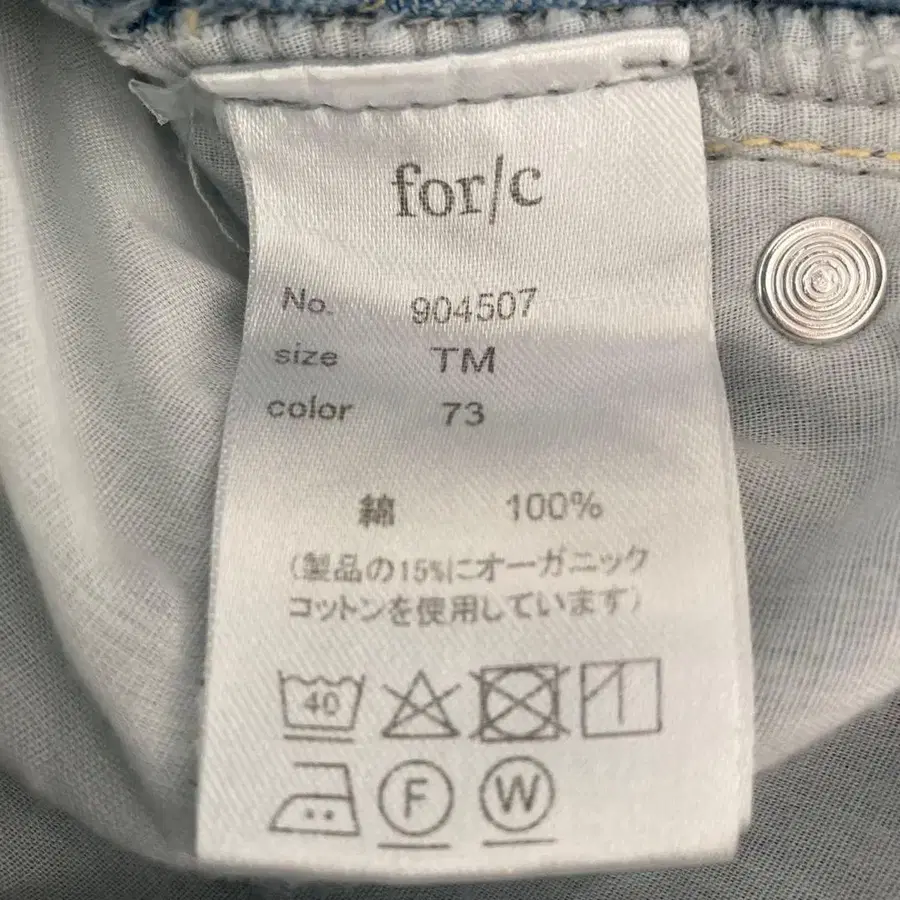 for/c
No. 904507
size TM
color 73
綿 100%
(製品の15%にオーガニック
コットンを使用しています)
40
F W